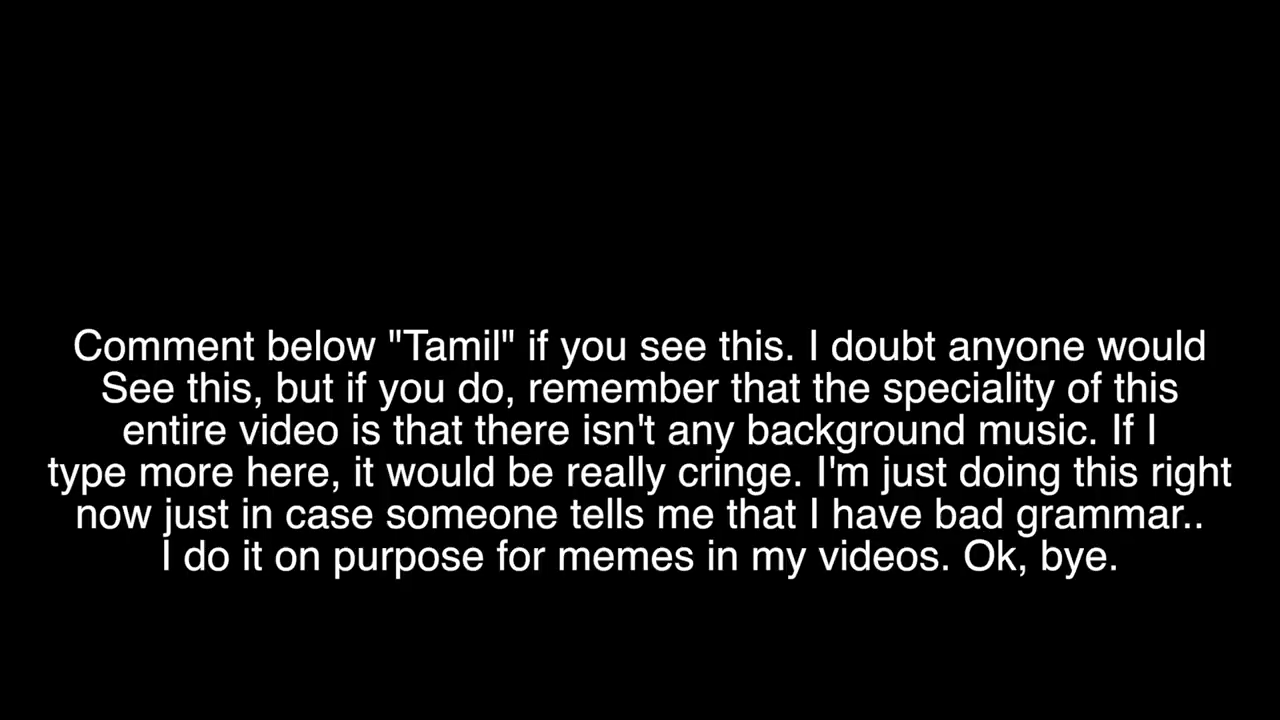 Comment below "Tamil" if you see this. I doubt anyone would
See this, but if you do, remember that the speciality of this
entire video is that there isn't any background music. If I
type more here, it would be really cringe. I'm just doing this right
now just in case someone tells me that I have bad grammar..
I do it on purpose for memes in my videos. Ok, bye.